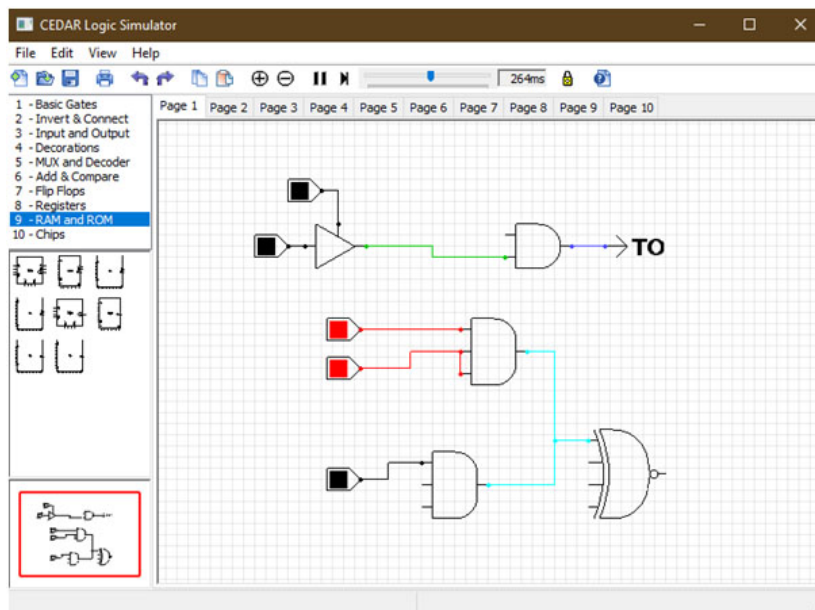 CEDAR Logic Simulator
File Edit View Help
264ms
1 - Basic Gates
2 - Invert & Connect
3 - Input and Output
4 - Decorations
5 - MUX and Decoder
6 - Add & Compare
7 - Flip Flops
8 - Registers
9 - RAM and ROM
10 - Chips
Page 1 Page 2 Page 3 Page 4 Page 5 Page 6 Page 7 Page 8 Page 9 Page 10
TO